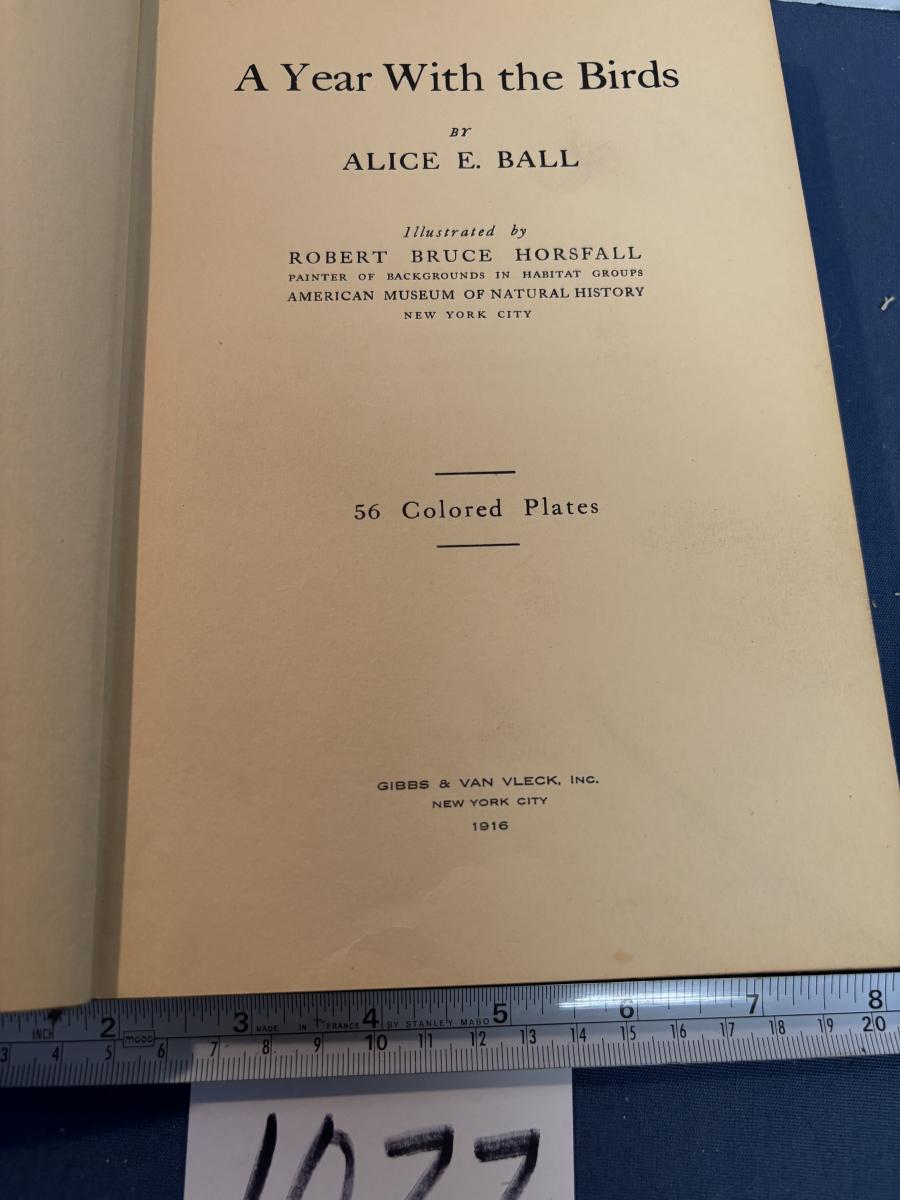 A Year With the Birds
BY
ALICE E. BALL
Illustrated by
ROBERT BRUCE HORSFALL
PAINTER OF BACKGROUNDS IN HABITAT GROUPS
AMERICAN MUSEUM OF NATURAL HISTORY
NEW YORK CITY
56 Colored Plates
GIBBS & VAN VLECK, INC.
NEW YORK CITY
1916
INCH 2 mabo 3 MADE IN FRANCE 4 BY STANLEY MABO 5 6 7 8
3 4 5 6 7 8 9 10 11 12 13 14 15 16 17 18 19 20
1077